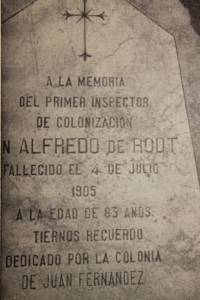 A LA MEMORIA
DEL PRIMER INSPECTOR
DE COLONIZACION
N ALFREDO DE RODT
FALLECIDO EL 4 DE JULIO
1905
A LA EDAD DE 63 AÑOS
TIERNOS RECUERDO
DEDICADO POR LA COLONIA
DE JUAN FERNANDEZ